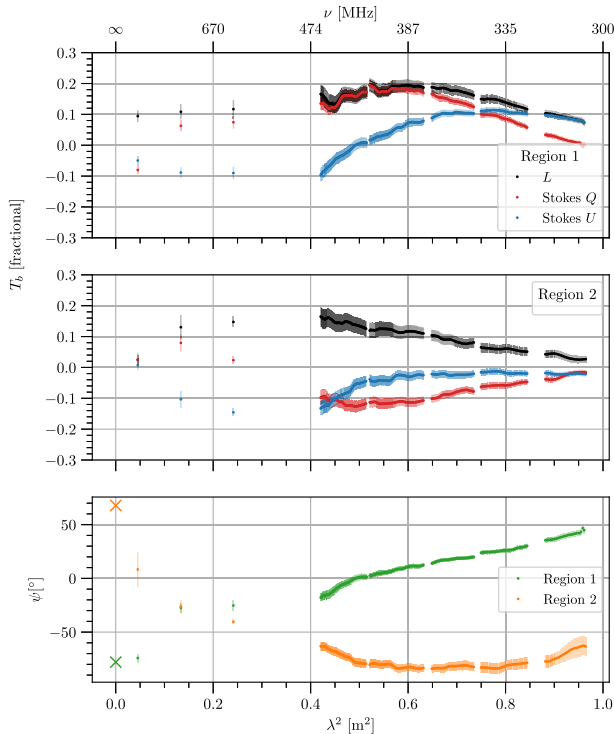 ν [MHz]
∞ 670 474 387 335 300
T_b [fractional]
0.3
0.2
0.1
0.0
−0.1
−0.2
−0.3
Region 1
L
Stokes Q
Stokes U
0.3
0.2
0.1
0.0
−0.1
−0.2
−0.3
Region 2
ψ[°]
50
0
−50
Region 1
Region 2
0.0 0.2 0.4 0.6 0.8 1.0
λ² [m²]